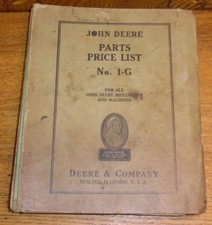 JOHN DEERE
PARTS
PRICE LIST
No. 1-G
FOR ALL
JOHN DEERE IMPLEMENTS
AND MACHINES
DEERE & COMPANY
MOLINE, ILLINOIS, U.S.A.